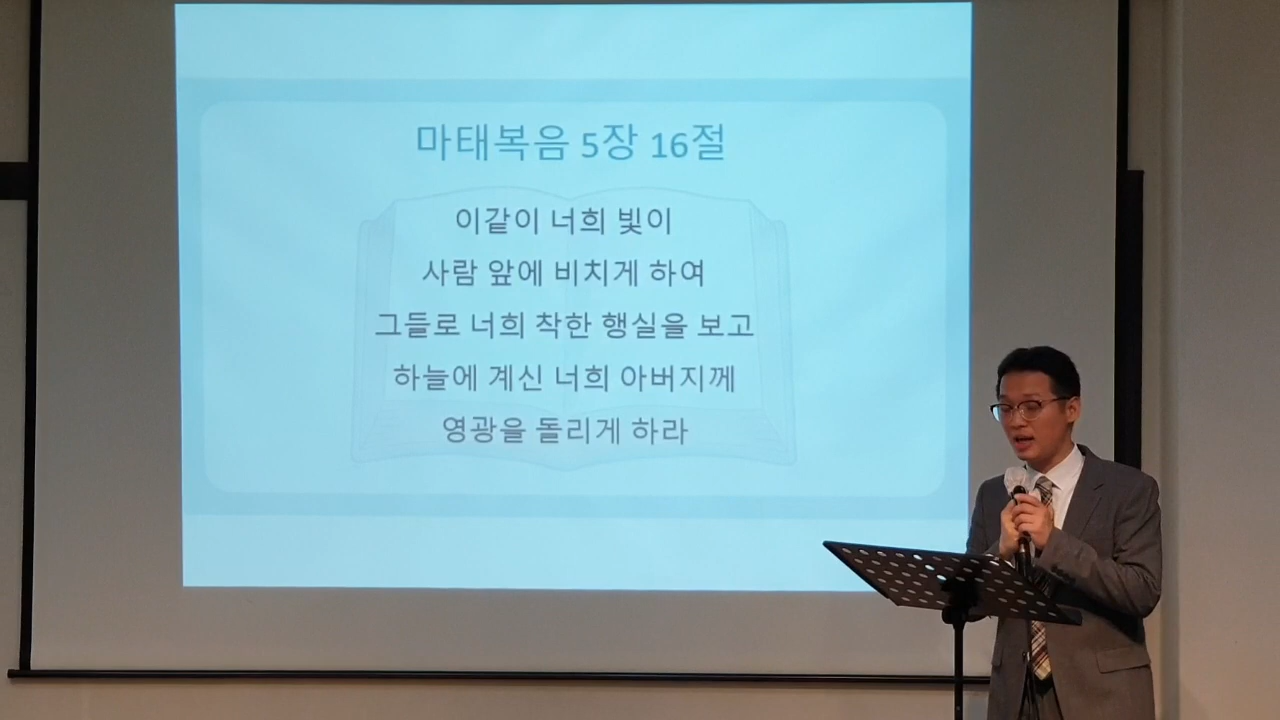 마태복음 5장 16절
이같이 너희 빛이
사람 앞에 비치게 하여
그들로 너희 착한 행실을 보고
하늘에 계신 너희 아버지께
영광을 돌리게 하라